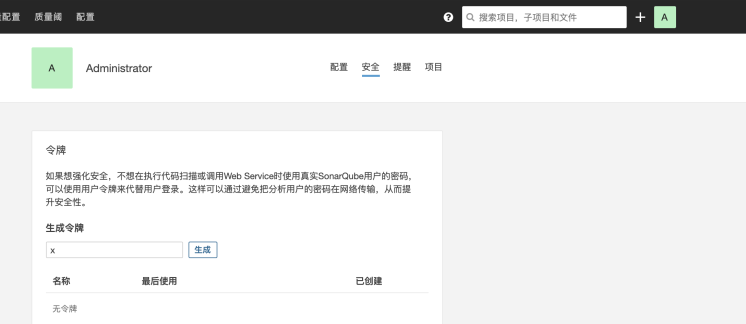 配置 质量阈 配置
搜索项目，子项目和文件
A
A
Administrator
配置 安全 提醒 项目
令牌
如果想强化安全，不想在执行代码扫描或调用Web Service时使用真实SonarQube用户的密码，
可以使用用户令牌来代替用户登录。这样可以通过避免把分析用户的密码在网络传输，从而提
升安全性。
生成令牌
x
生成
名称 最后使用 已创建
无令牌